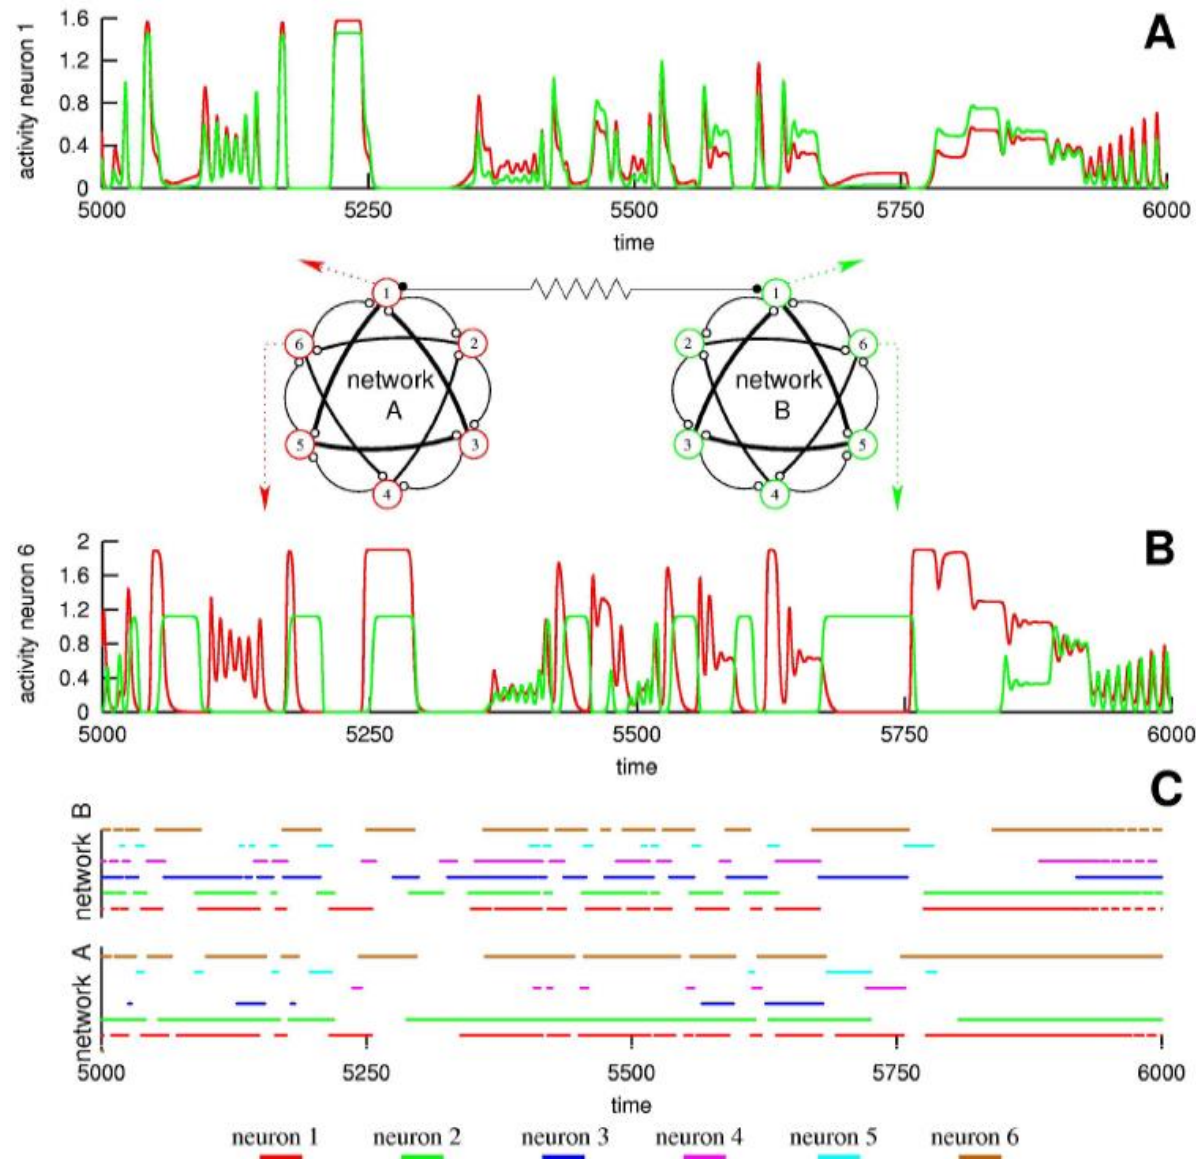 A
activity neuron 1
1.6
1.2
0.8
0.4
0
5000 5250 5500 5750 6000
time
1 1
6 2 2 6
network network
A B
5 3 3 5
4 4
B
activity neuron 6
2
1.6
1.2
0.8
0.4
0
5000 5250 5500 5750 6000
time
C
network B
network A
5000 5250 5500 5750 6000
time
neuron 1 neuron 2 neuron 3 neuron 4 neuron 5 neuron 6